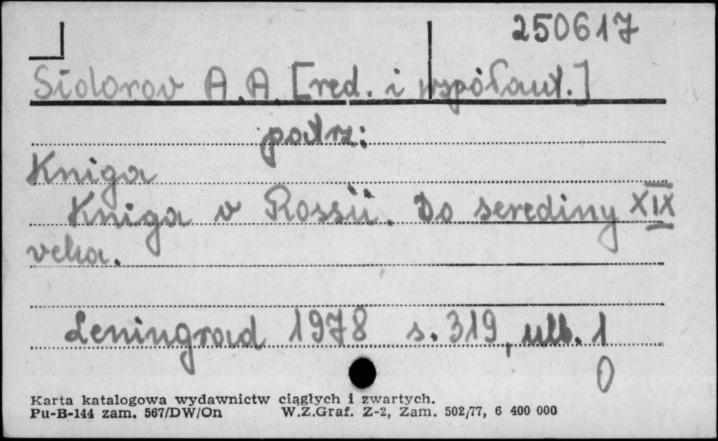 250617
Sidorov A.A. [red. i współaut.]
patrz:
Kniga
Kniga v Rossii. Do serediny XIX
veka.
Leningrad 1978 s. 319, ulb. 1
0
Karta katalogowa wydawnictw ciągłych i zwartych.
Pu-B-144 zam. 567/DW/On W.Z.Graf. Z-2, Zam. 502/77, 6 400 000